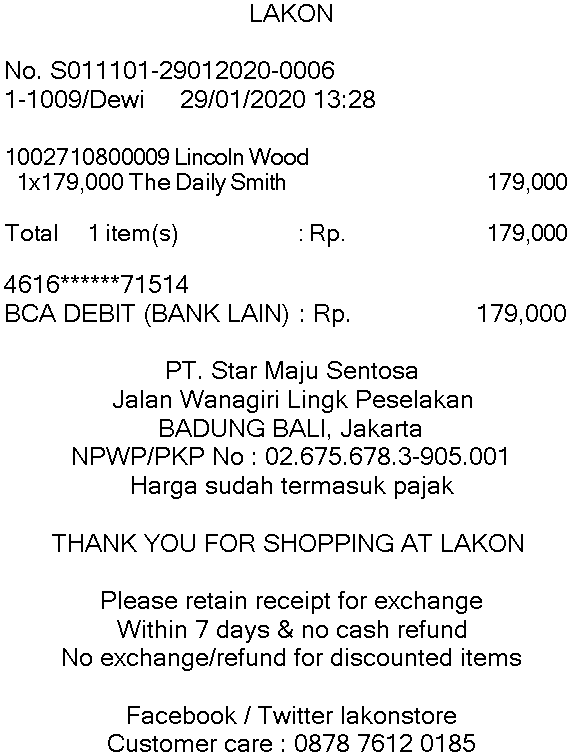 LAKON
No. S011101-29012020-0006
1-1009/Dewi 29/01/2020 13:28
1002710800009 Lincoln Wood
1x179,000 The Daily Smith 179,000
Total 1 item(s) : Rp. 179,000
4616******71514
BCA DEBIT (BANK LAIN) : Rp. 179,000
PT. Star Maju Sentosa
Jalan Wanagiri Lingk Peselakan
BADUNG BALI, Jakarta
NPWP/PKP No : 02.675.678.3-905.001
Harga sudah termasuk pajak
THANK YOU FOR SHOPPING AT LAKON
Please retain receipt for exchange
Within 7 days & no cash refund
No exchange/refund for discounted items
Facebook / Twitter lakonstore
Customer care : 0878 7612 0185